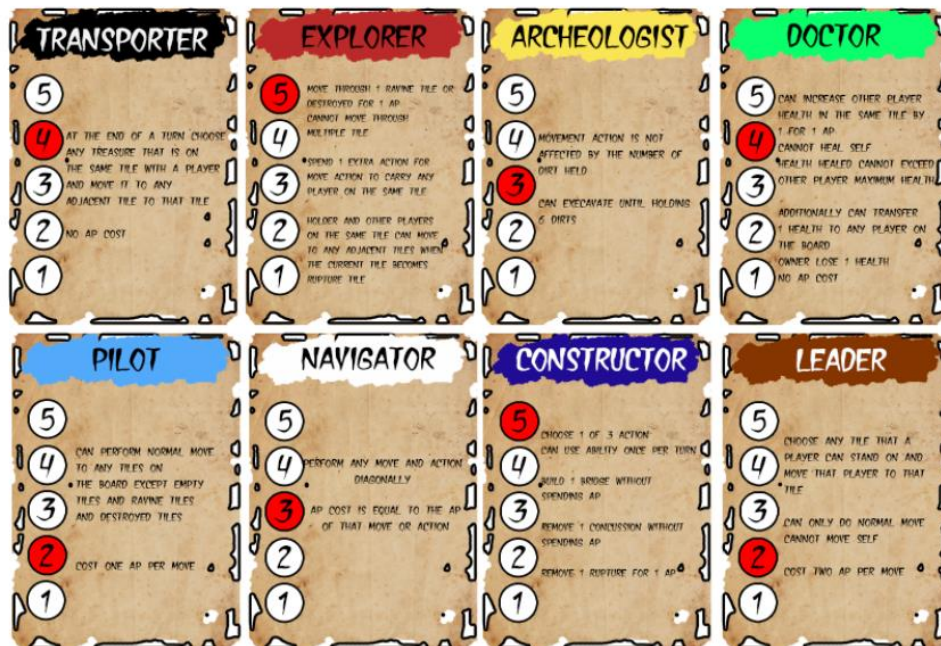 TRANSPORTER
5
4
3
2
1
AT THE END OF A TURN CHOOSE
ANY TREASURE THAT IS ON
THE SAME TILE WITH A PLAYER
AND MOVE IT TO ANY
ADJACENT TILE TO THAT TILE
NO AP COST
EXPLORER
5
4
3
2
1
MOVE THROUGH 1 RAVINE TILE OR
DESTROYED FOR 1 AP
CANNOT MOVE THROUGH
MULTIPLE TILE
SPEND 1 EXTRA ACTION FOR
MOVE ACTION TO CARRY ANY
PLAYER ON THE SAME TILE
HOLDER AND OTHER PLAYERS
ON THE SAME TILE CAN MOVE
TO ANY ADJACENT TILES WHEN
THE CURRENT TILE BECOMES
RUPTURE TILE
ARCHEOLOGIST
5
4
3
2
1
MOVEMENT ACTION IS NOT
AFFECTED BY THE NUMBER OF
DIRT HELD
CAN EXECAVATE UNTIL HOLDING
6 DIRTS
DOCTOR
5
4
3
2
1
CAN INCREASE OTHER PLAYER
HEALTH IN THE SAME TILE BY
1 FOR 1 AP
CANNOT HEAL SELF
HEALTH HEALED CANNOT EXCEED
OTHER PLAYER MAXIMUM HEALTH
ADDITIONALLY CAN TRANSFER
1 HEALTH TO ANY PLAYER ON
THE BOARD
OWNER LOSE 1 HEALTH
NO AP COST
PILOT
5
4
3
2
1
CAN PERFORM NORMAL MOVE
TO ANY TILES ON
THE BOARD EXCEPT EMPTY
TILES AND RAVINE TILES
AND DESTROYED TILES
COST ONE AP PER MOVE
NAVIGATOR
5
4
3
2
1
PERFORM ANY MOVE AND ACTION
DIAGONALLY
AP COST IS EQUAL TO THE AP
OF THAT MOVE OR ACTION
CONSTRUCTOR
5
4
3
2
1
CHOOSE 1 OF 3 ACTION
CAN USE ABILITY ONCE PER TURN
BUILD 1 BRIDGE WITHOUT
SPENDING AP
REMOVE 1 CONCUSSION WITHOUT
SPENDING AP
REMOVE 1 RUPTURE FOR 1 AP
LEADER
5
4
3
2
1
CHOOSE ANY TILE THAT A
PLAYER CAN STAND ON AND
MOVE THAT PLAYER TO THAT
TILE
CAN ONLY DO NORMAL MOVE
CANNOT MOVE SELF
COST TWO AP PER MOVE